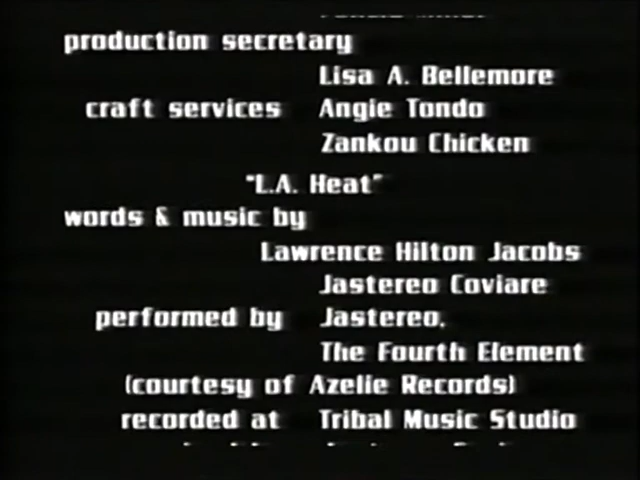 production secretary
Lisa A. Bellemore
craft services Angie Tondo
Zankou Chicken
"L.A. Heat"
words & music by
Lawrence Hilton Jacobs
Jastereo Coviare
performed by Jastereo.
The Fourth Element
(courtesy of Azelie Records)
recorded at Tribal Music Studio